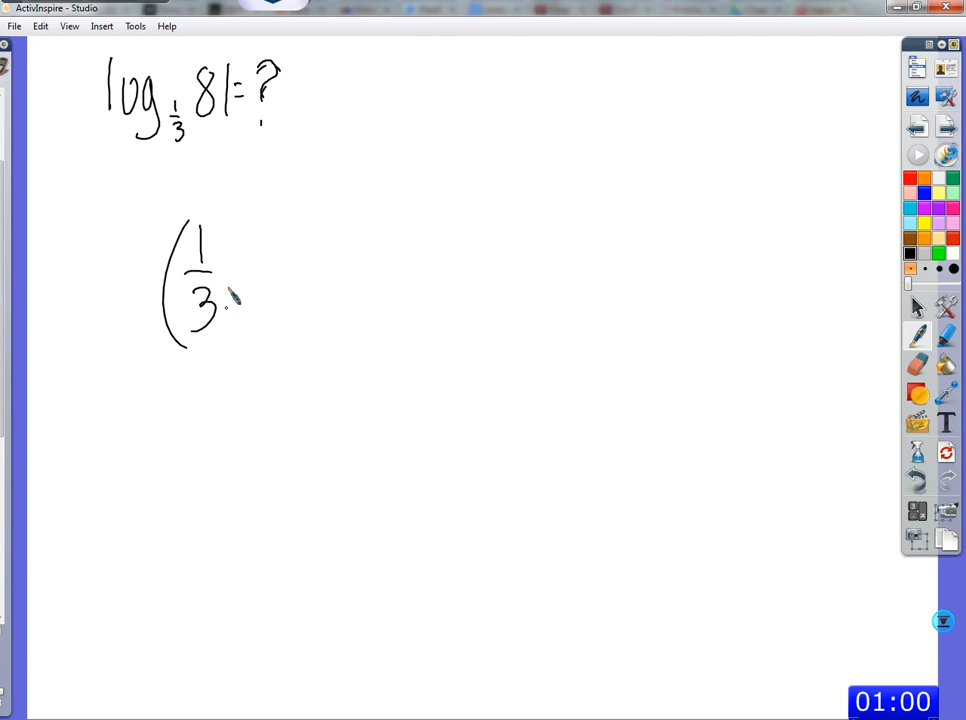 ActivInspire - Studio
File Edit View Insert Tools Help
log 1/3 81 = ?
( 1/3
T
01:00